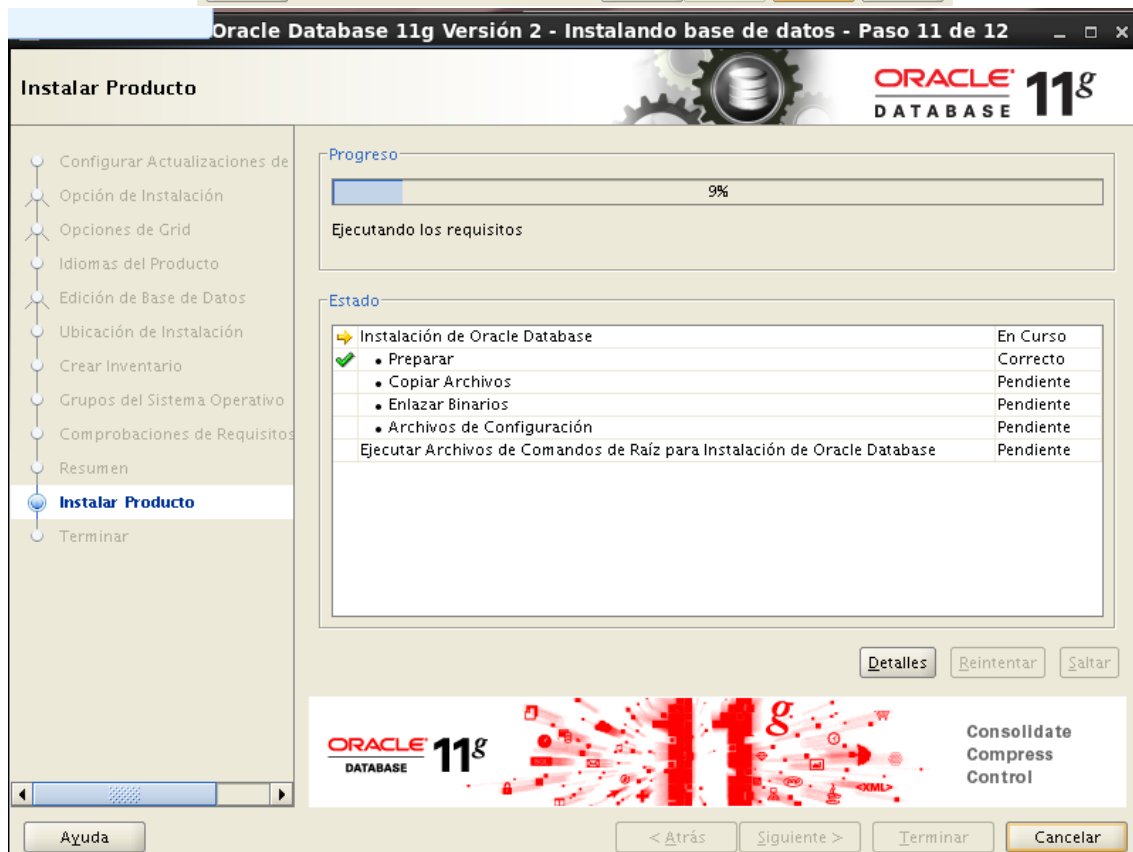 Oracle Database 11g Versión 2 - Instalando base de datos - Paso 11 de 12
Instalar Producto
ORACLE 11g
DATABASE
Configurar Actualizaciones de
Opción de Instalación
Opciones de Grid
Idiomas del Producto
Edición de Base de Datos
Ubicación de Instalación
Crear Inventario
Grupos del Sistema Operativo
Comprobaciones de Requisitos
Resumen
Instalar Producto
Terminar
Progreso
9%
Ejecutando los requisitos
Estado
Instalación de Oracle Database En Curso
• Preparar Correcto
• Copiar Archivos Pendiente
• Enlazar Binarios Pendiente
• Archivos de Configuración Pendiente
Ejecutar Archivos de Comandos de Raíz para Instalación de Oracle Database Pendiente
Detalles Reintentar Saltar
ORACLE 11g
DATABASE
11g
<XML>
Consolidate
Compress
Control
Ayuda < Atrás Siguiente > Terminar Cancelar